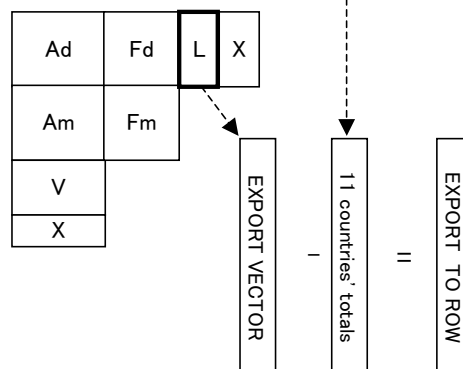 Ad Fd L X
Am Fm
V
X
EXPORT VECTOR
-
11 countries' totals
=
EXPORT TO ROW